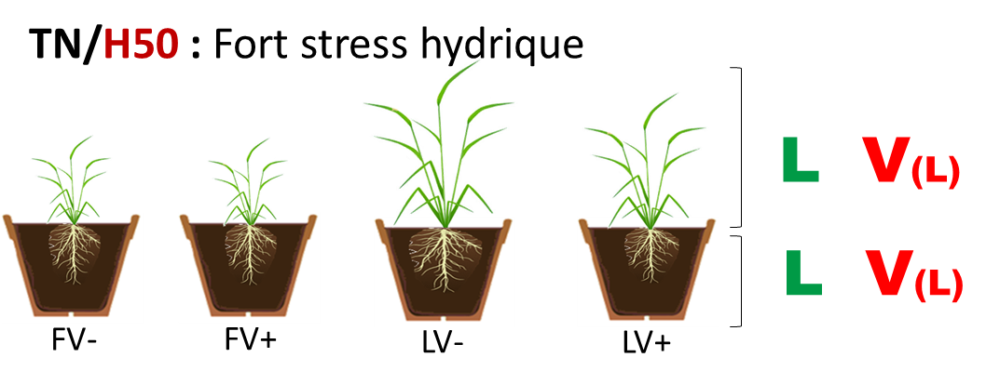 TN/H50 : Fort stress hydrique
L V(L)
L V(L)
FV- FV+ LV- LV+